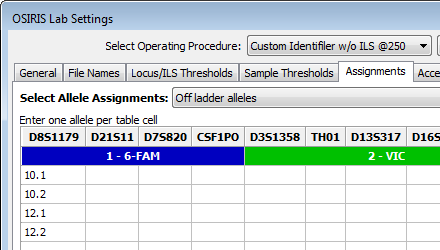 OSIRIS Lab Settings
Select Operating Procedure: Custom Identifiler w/o ILS @250
General File Names Locus/ILS Thresholds Sample Thresholds Assignments
Select Allele Assignments: Off ladder alleles
Enter one allele per table cell
D8S1179 D21S11 D7S820 CSF1PO D3S1358 TH01 D13S317
1 - 6-FAM 2 - VIC
10.1
10.2
12.1
12.2